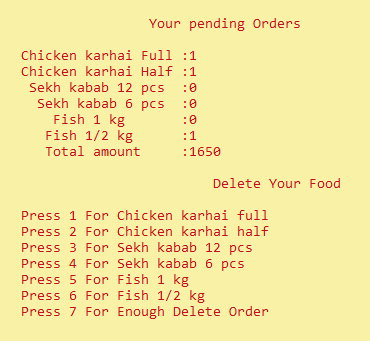 Your pending Orders
Chicken karhai Full :1
Chicken karhai Half :1
Sekh kabab 12 pcs :0
Sekh kabab 6 pcs :0
Fish 1 kg :0
Fish 1/2 kg :1
Total amount :1650
Delete Your Food
Press 1 For Chicken karhai full
Press 2 For Chicken karhai half
Press 3 For Sekh kabab 12 pcs
Press 4 For Sekh kabab 6 pcs
Press 5 For Fish 1 kg
Press 6 For Fish 1/2 kg
Press 7 For Enough Delete Order